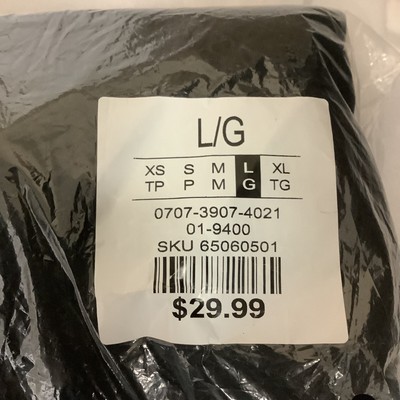 L/G
XS S M L XL
TP P M G TG
0707-3907-4021
01-9400
SKU 65060501
$29.99